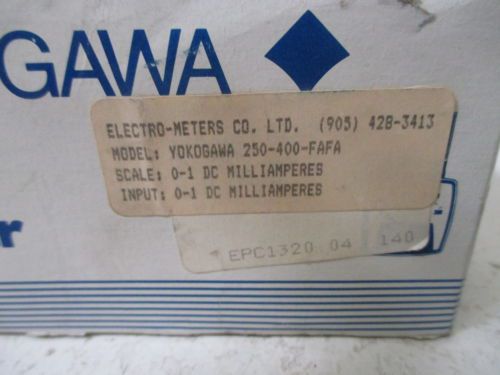 GAWA
ELECTRO-METERS CO. LTD. (905) 428-3413
MODEL: YOKOGAWA 250-400-FAFA
SCALE: 0-1 DC MILLIAMPERES
INPUT: 0-1 DC MILLIAMPERES
r
EPC1320 04 140